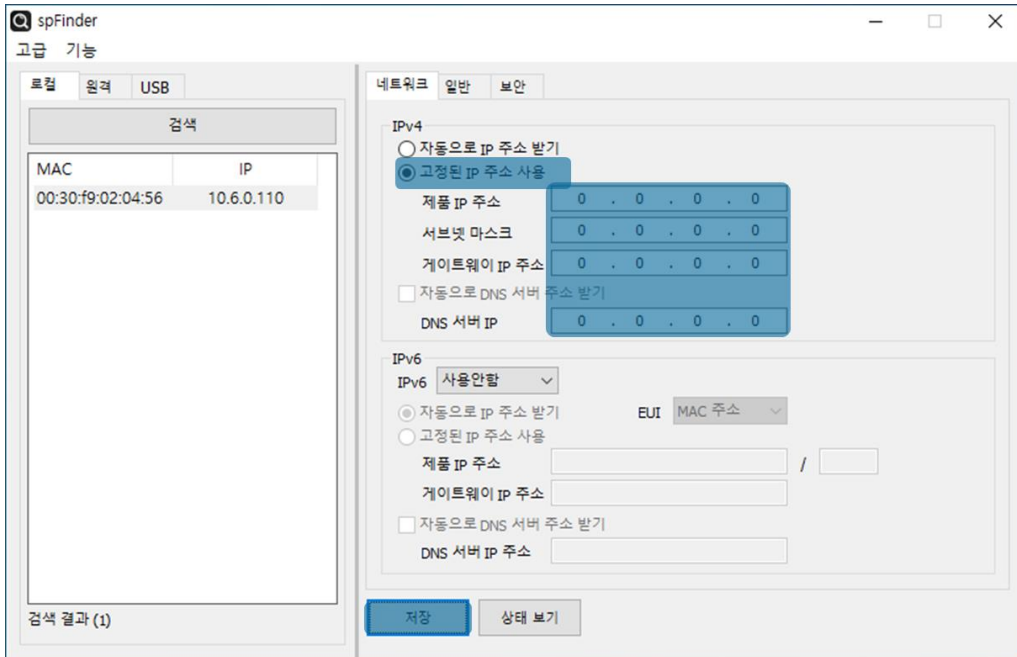 spFinder
고급 기능
로컬 원격 USB
검색
MAC IP
00:30:f9:02:04:56 10.6.0.110
검색 결과 (1)
네트워크 일반 보안
IPv4
자동으로 IP 주소 받기
고정된 IP 주소 사용
제품 IP 주소 0 . 0 . 0 . 0
서브넷 마스크 0 . 0 . 0 . 0
게이트웨이 IP 주소 0 . 0 . 0 . 0
자동으로 DNS 서버 주소 받기
DNS 서버 IP 0 . 0 . 0 . 0
IPv6
IPv6 사용안함
자동으로 IP 주소 받기 EUI MAC 주소
고정된 IP 주소 사용
제품 IP 주소 /
게이트웨이 IP 주소
자동으로 DNS 서버 주소 받기
DNS 서버 IP 주소
저장 상태 보기